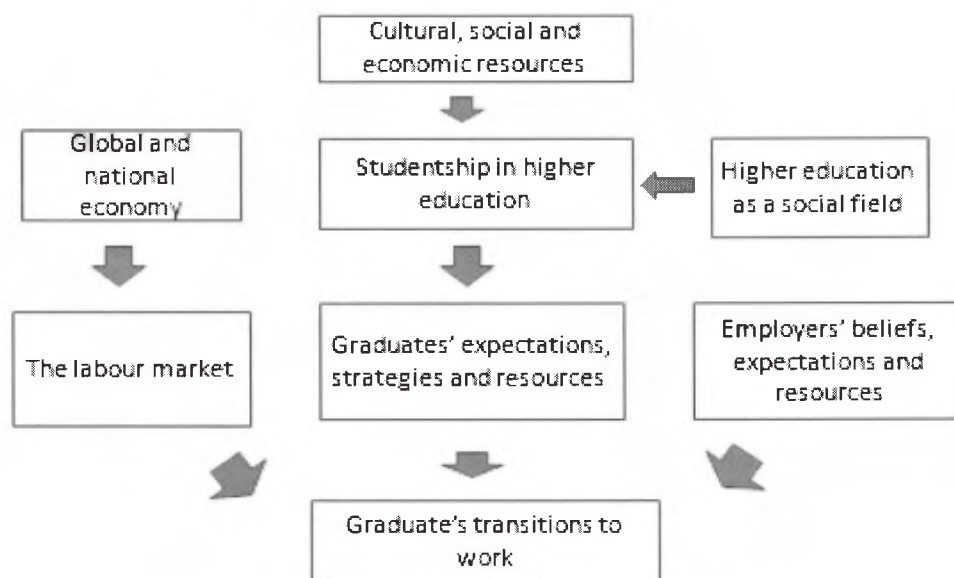 Cultural, social and
economic resources
Global and
national
economy
Studentship in higher
education
Higher education
as a social field
The labour market
Graduates’ expectations,
strategies and resources
Employers’ beliefs,
expectations and
resources
Graduate’s transitions to
work